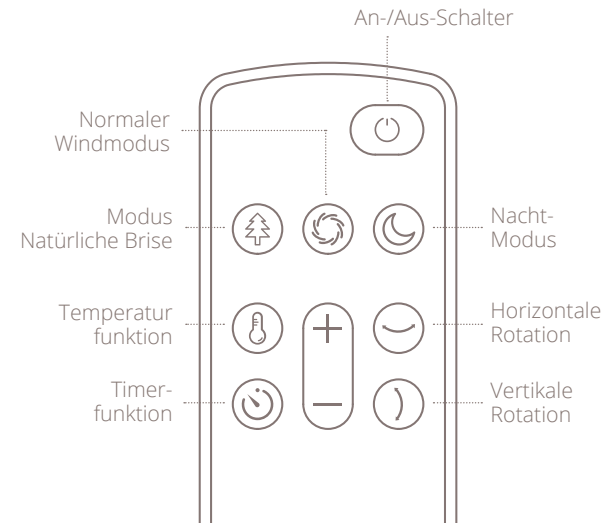 An-/Aus-Schalter
Normaler
Windmodus
Modus
Natürliche Brise
Nacht-
Modus
Temperatur
funktion
Horizontale
Rotation
Timer-
funktion
Vertikale
Rotation